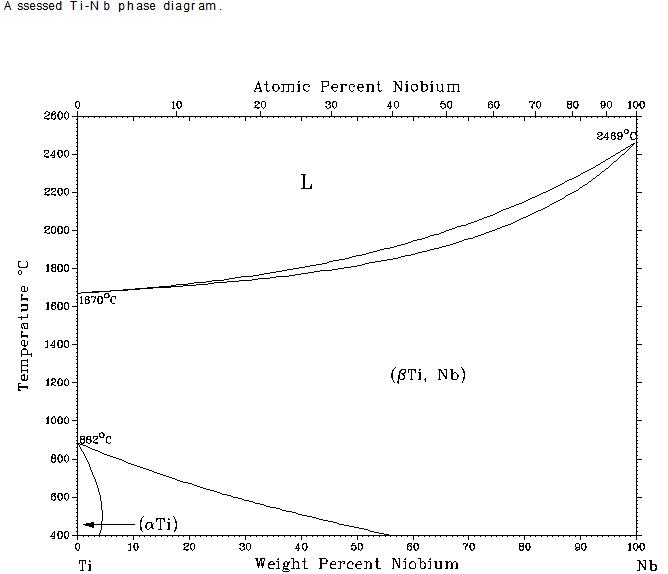 Assessed Ti-Nb phase diagram.
Atomic Percent Niobium
0 10 20 30 40 50 60 70 80 90 100
2600
2469°C
2400
L
2200
2000
1800
1670°C
1600
Temperature °C
1400
(βTi, Nb)
1200
1000
882°C
800
600
(αTi)
400
0 10 20 30 40 50 60 70 80 90 100
Ti Weight Percent Niobium Nb